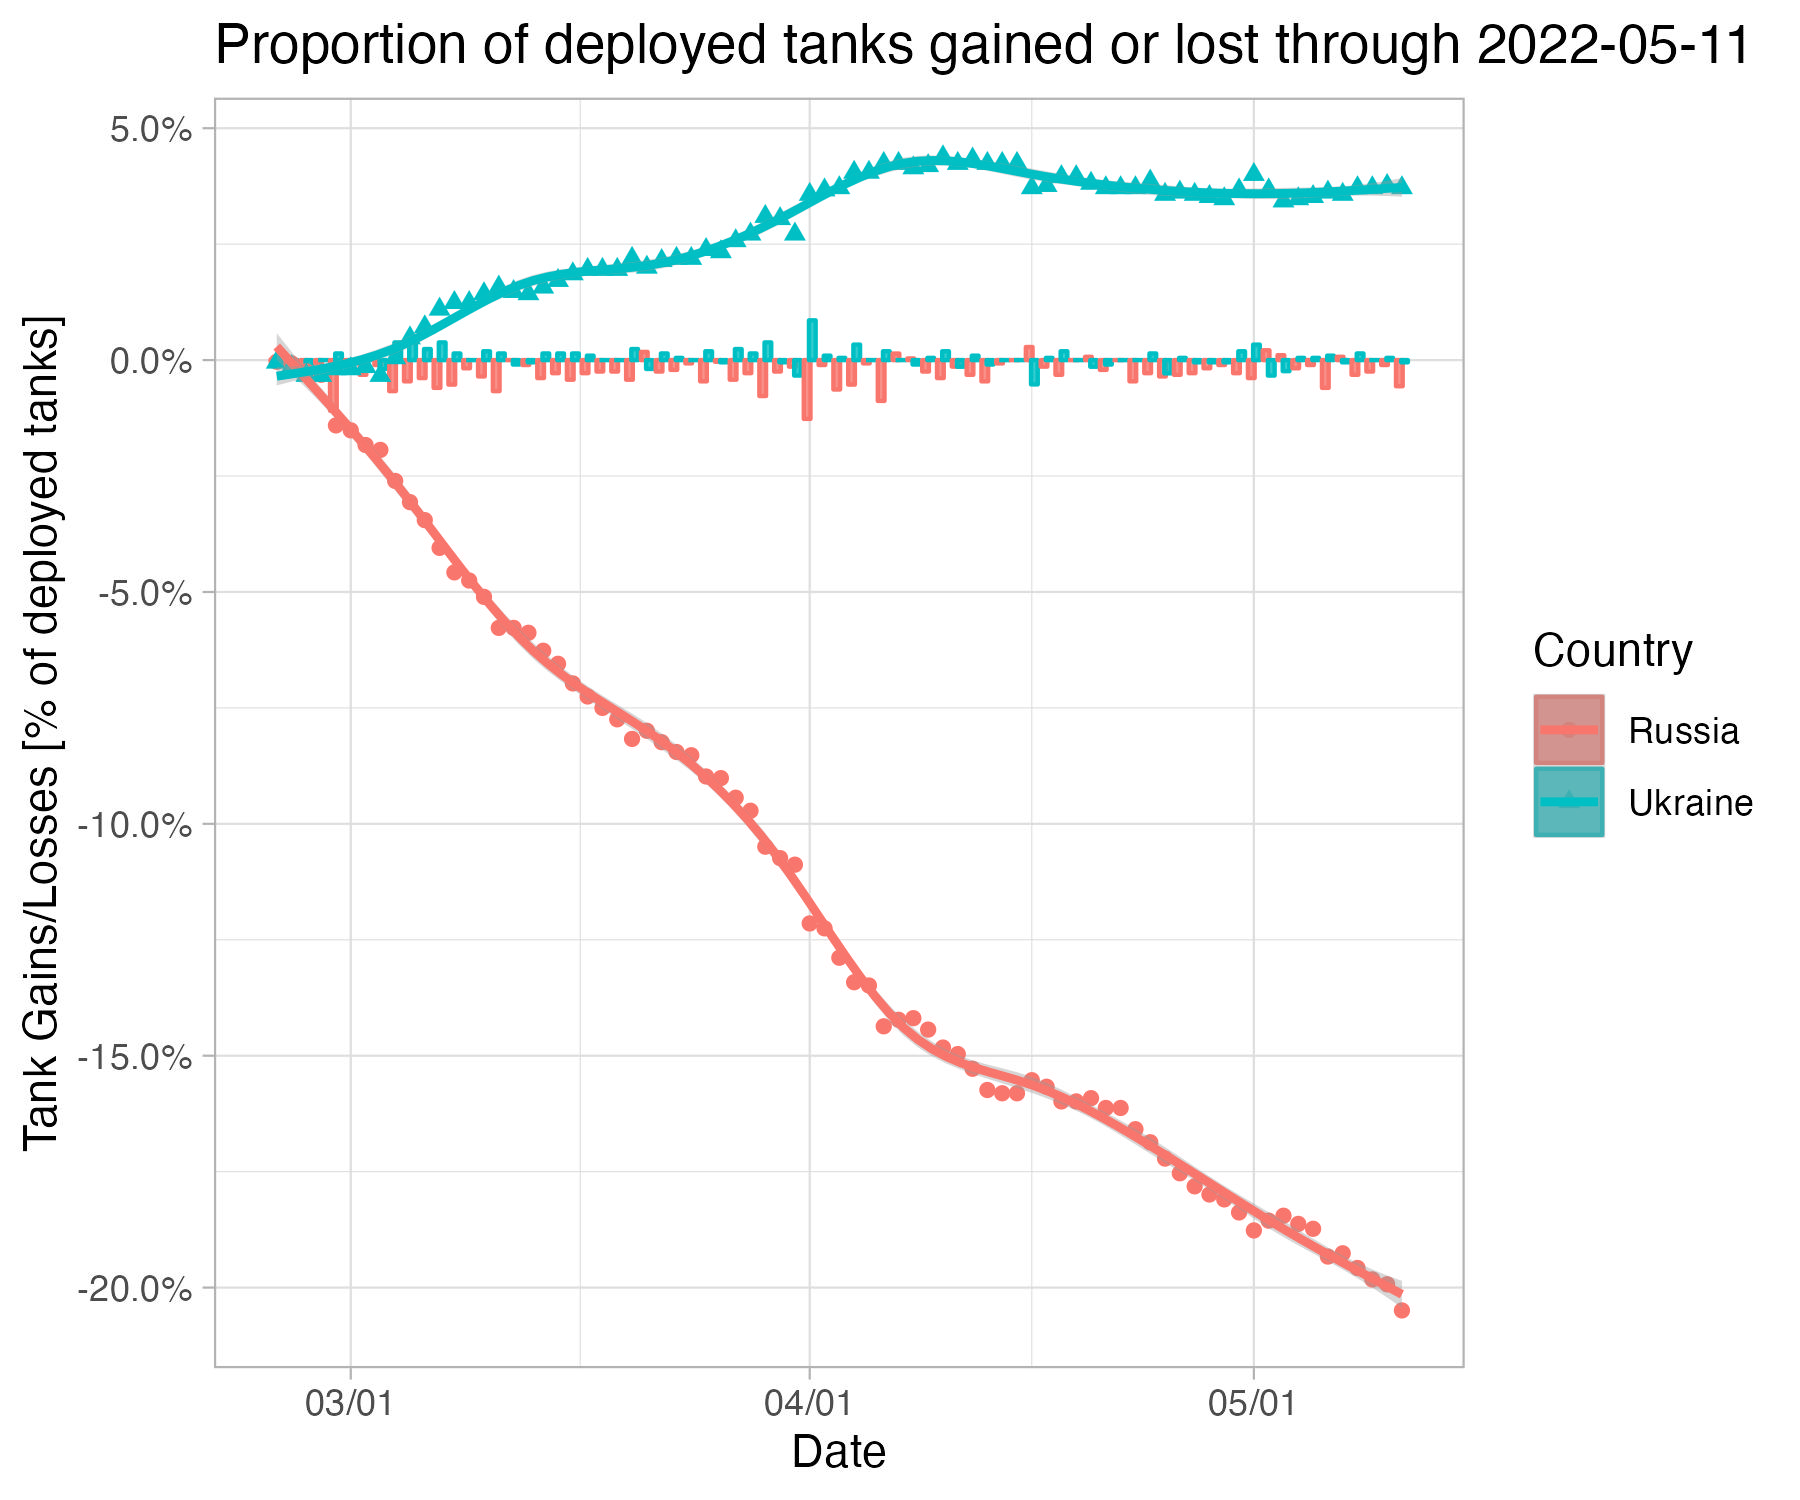 Proportion of deployed tanks gained or lost through 2022-05-11
Tank Gains/Losses [% of deployed tanks]
5.0%
0.0%
-5.0%
-10.0%
-15.0%
-20.0%
03/01
04/01
05/01
Date
Country
Russia
Ukraine